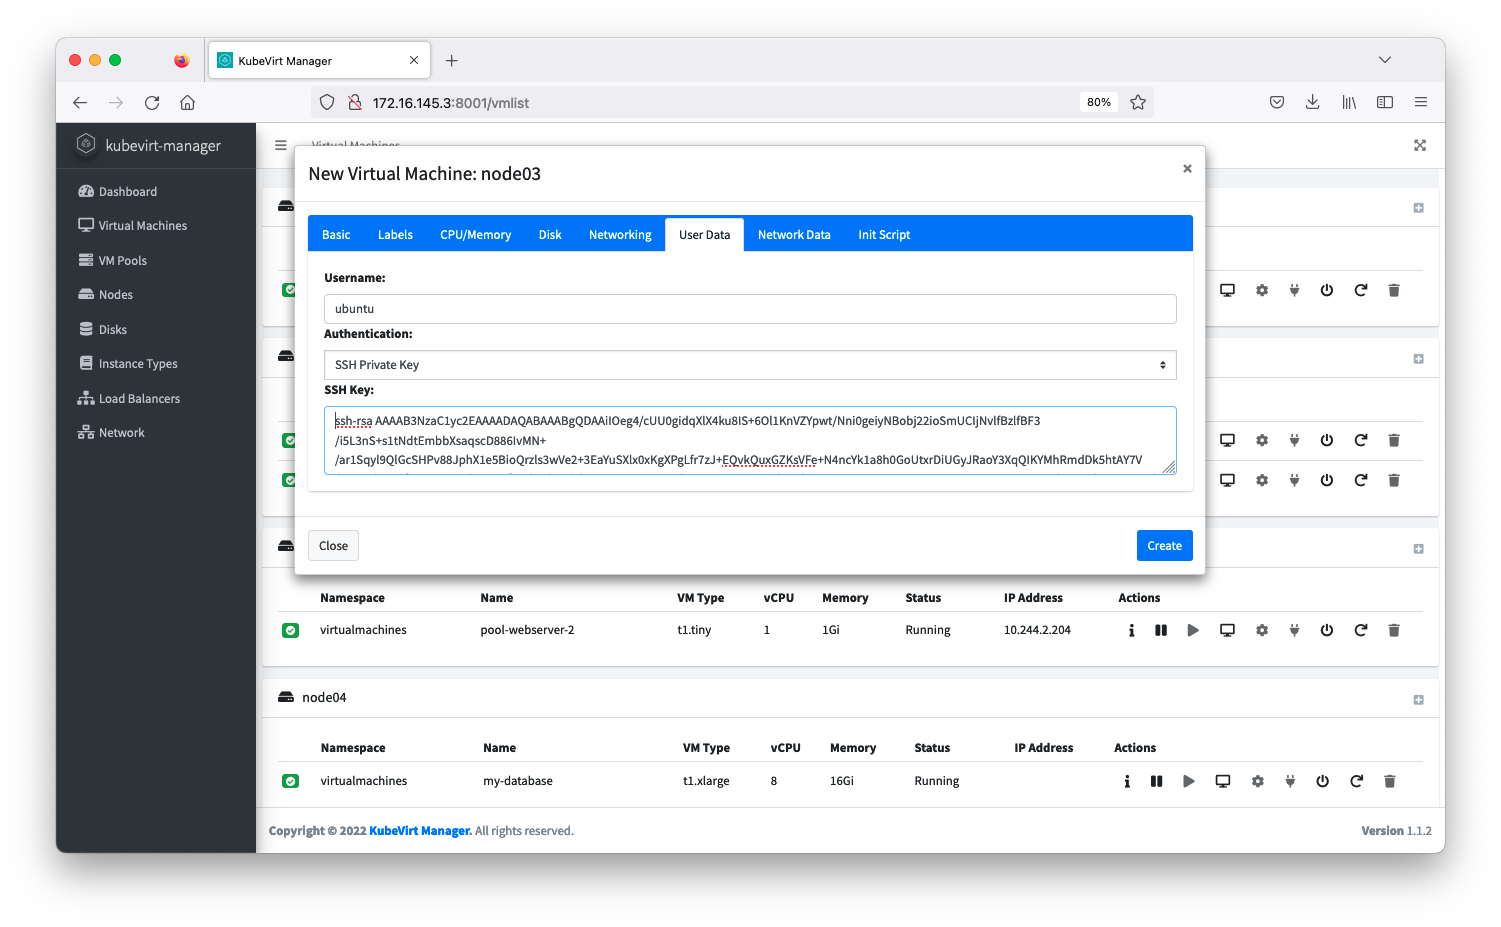 KubeVirt Manager
172.16.145.3:8001/vmlist
80%
kubevirt-manager
Virtual Machines
Dashboard
Virtual Machines
VM Pools
Nodes
Disks
Instance Types
Load Balancers
Network
New Virtual Machine: node03
×
Basic Labels CPU/Memory Disk Networking User Data Network Data Init Script
Username:
ubuntu
Authentication:
SSH Private Key
SSH Key:
ssh-rsa AAAAB3NzaC1yc2EAAAADAQABAAABgQDAAiIOeg4/cUU0gidqXlX4ku8IS+6Ol1KnVZYpwt/Nni0geiyNBobj22ioSmUCIjNvlfBzlfBF3
/i5L3nS+s1tNdtEmbbXsaqscD886IvMN+
/ar1Sqyl9QlGcSHPv88JphX1e5BioQrzls3wVe2+3EaYuSXlx0xKgXPgLfr7zJ+EQvkQuxGZKsVFe+N4ncYk1a8h0GoUtxrDiUGyJRaoY3XqQIKYMhRmdDk5htAY7V
Close Create
Namespace Name VM Type vCPU Memory Status IP Address Actions
virtualmachines pool-webserver-2 t1.tiny 1 1Gi Running 10.244.2.204
node04
Namespace Name VM Type vCPU Memory Status IP Address Actions
virtualmachines my-database t1.xlarge 8 16Gi Running
Copyright © 2022 KubeVirt Manager. All rights reserved. Version 1.1.2